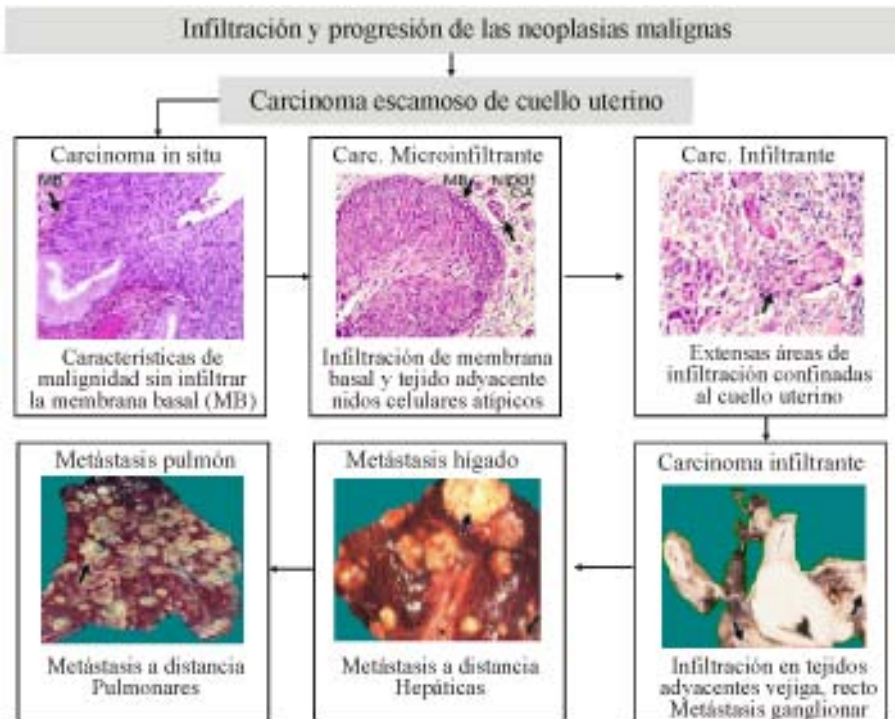 Infiltración y progresión de las neoplasias malignas
Carcinoma escamoso de cuello uterino
Carcinoma in situ
MB
Características de
malignidad sin infiltrar
la membrana basal (MB)
Carc. Microinfiltrante
MB
Infiltración de membrana
basal y tejido adyacente
nidos celulares atípicos
Carc. Infiltrante
Extensas áreas de
infiltración confinadas
al cuello uterino
Metástasis pulmón
Metástasis a distancia
Pulmonares
Metástasis hígado
Metástasis a distancia
Hepáticas
Carcinoma infiltrante
Infiltración en tejidos
adyacentes vejiga, recto
Metástasis ganglionar